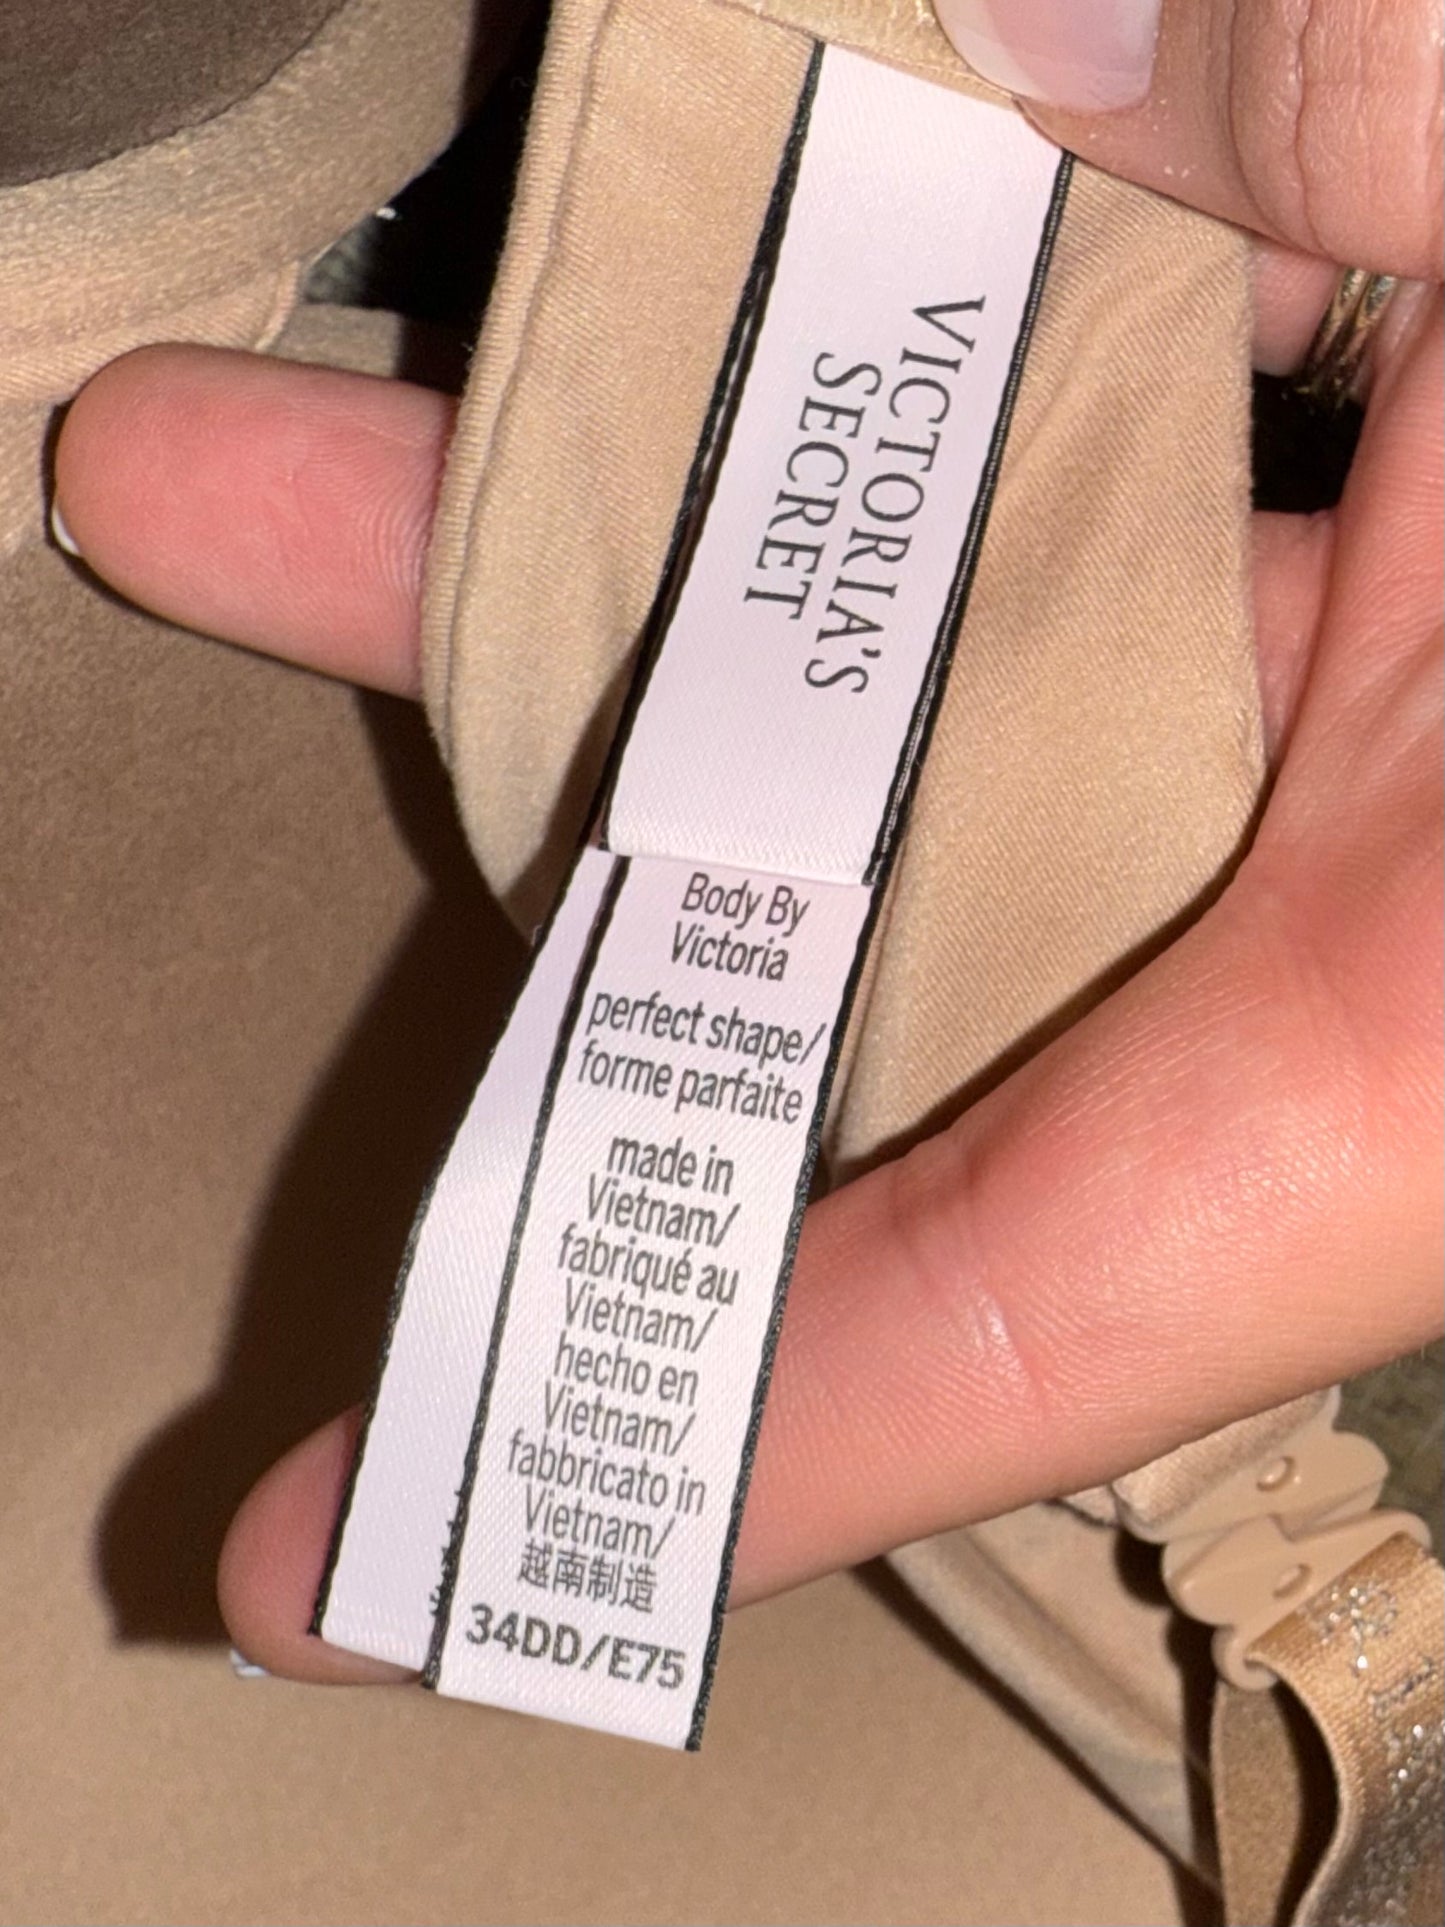 VICTORIA'S
SECRET
Body By
Victoria
perfect shape/
forme parfaite
made in
Vietnam/
fabriqué au
Vietnam/
hecho en
Vietnam/
fabbricato in
Vietnam/
越南制造
34DD/E75